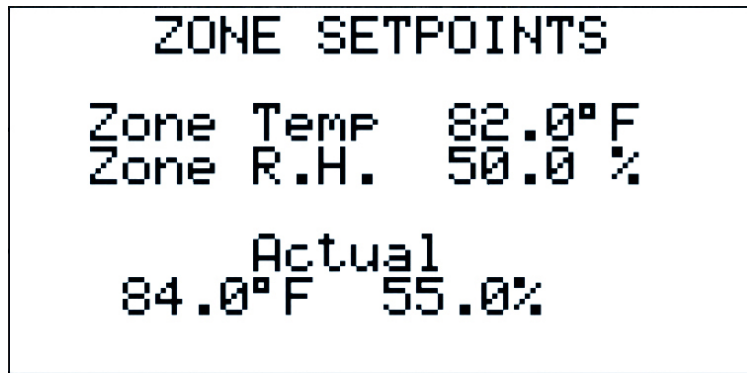 ZONE SETPOINTS
Zone Temp 82.0°F
Zone R.H. 50.0 %
Actual
84.0°F 55.0%